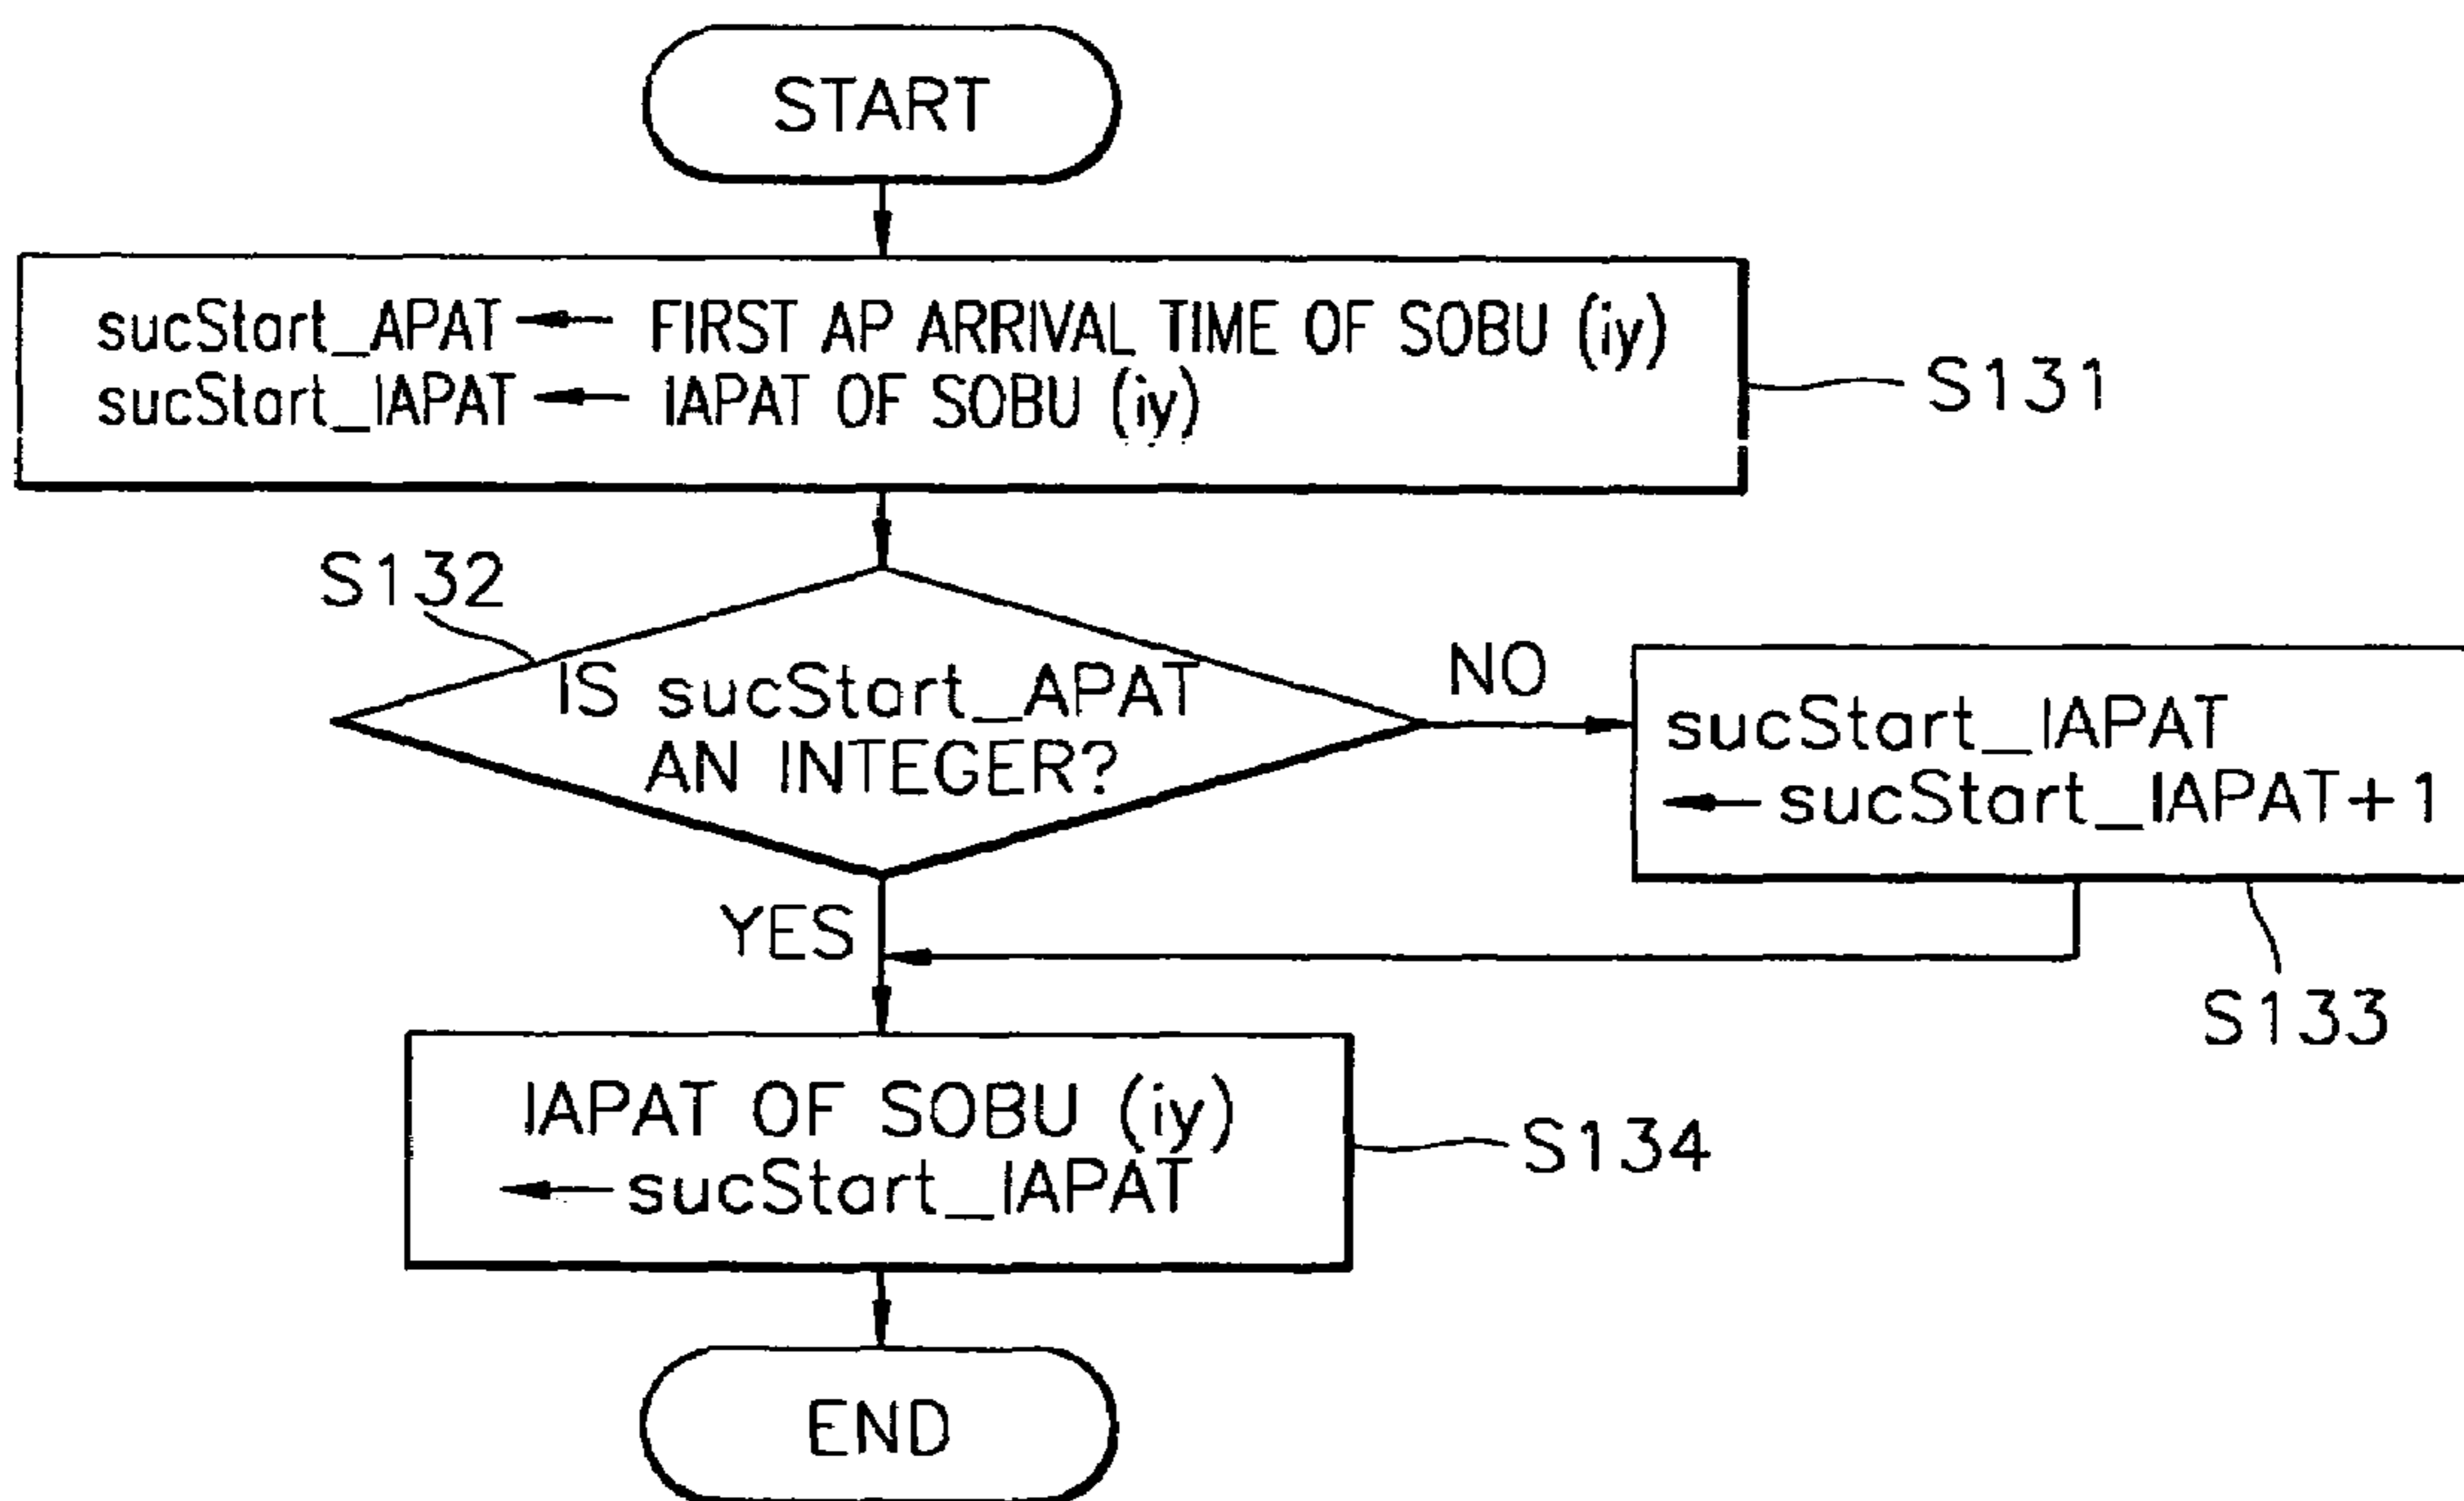 START
sucStart_APAT ← FIRST AP ARRIVAL TIME OF SOBU (iy)
sucStart_IAPAT ← IAPAT OF SOBU (iy)
S131
S132
IS sucStart_APAT
AN INTEGER?
NO
sucStart_IAPAT
← sucStart_IAPAT+1
YES
S133
IAPAT OF SOBU (iy)
← sucStart_IAPAT
S134
END